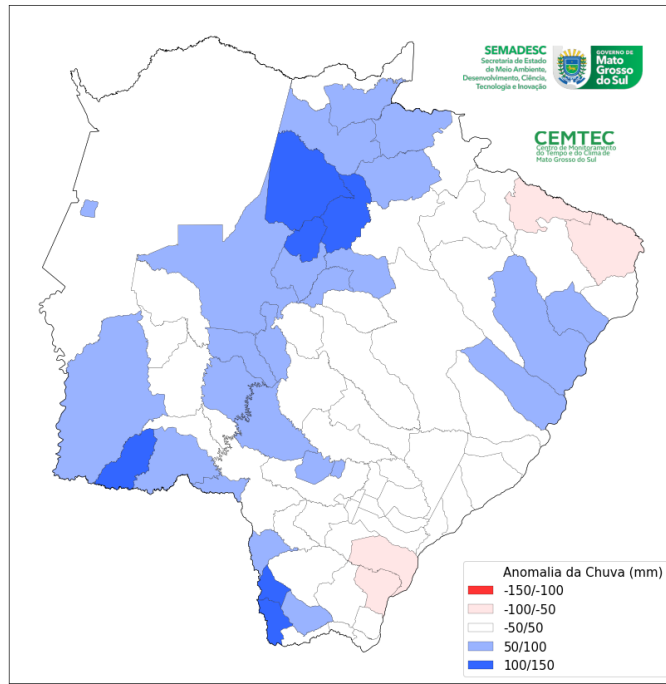 SEMADESC
Secretaria de Estado
de Meio Ambiente,
Desenvolvimento, Ciência,
Tecnologia e Inovação
GOVERNO DE
Mato
Grosso
do Sul
CEMTEC
Centro de Monitoramento
do Tempo e do Clima de
Mato Grosso do Sul
Anomalia da Chuva (mm)
-150/-100
-100/-50
-50/50
50/100
100/150